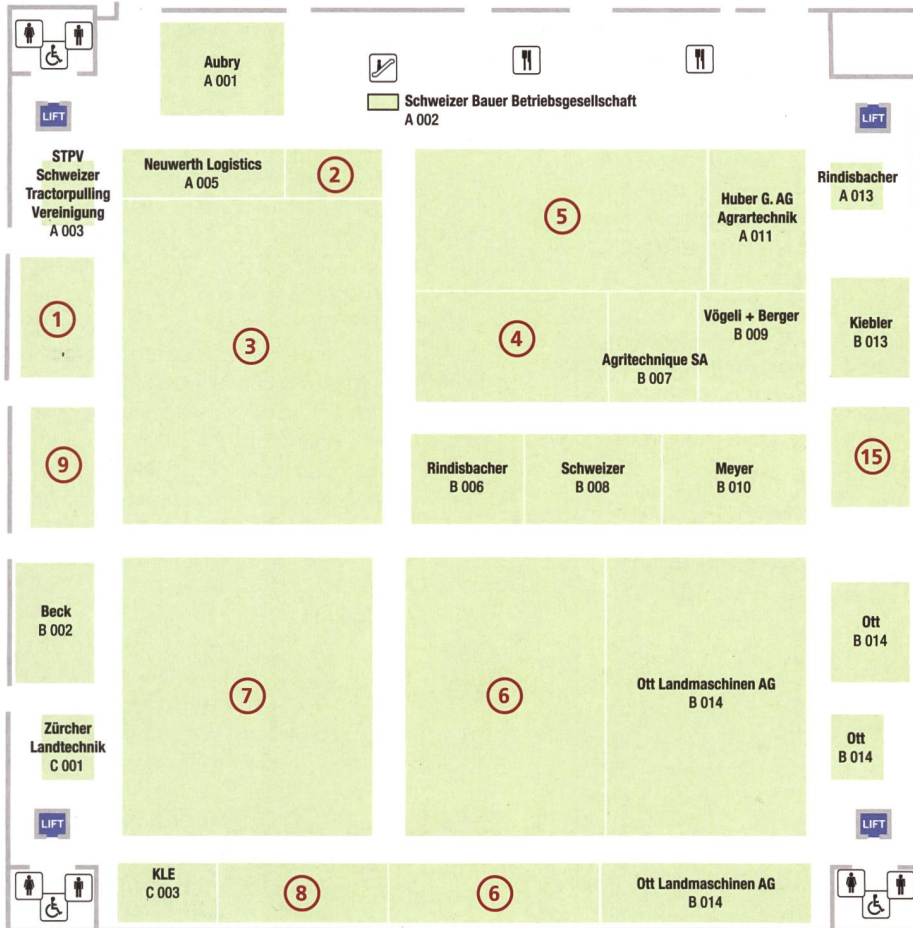 Aubry
A 001
Schweizer Bauer Betriebsgesellschaft
A 002
LIFT
LIFT
STPV
Schweizer
Tractorpulling
Vereinigung
A 003
Neuwerth Logistics
A 005
2
5
Huber G. AG
Agrartechnik
A 011
Rindisbacher
A 013
1
3
4
Agritechnique SA
B 007
Vögeli + Berger
B 009
Kiebler
B 013
9
Rindisbacher
B 006
Schweizer
B 008
Meyer
B 010
15
Beck
B 002
7
6
Ott Landmaschinen AG
B 014
Ott
B 014
Zürcher
Landtechnik
C 001
Ott
B 014
LIFT
LIFT
KLE
C 003
8
6
Ott Landmaschinen AG
B 014